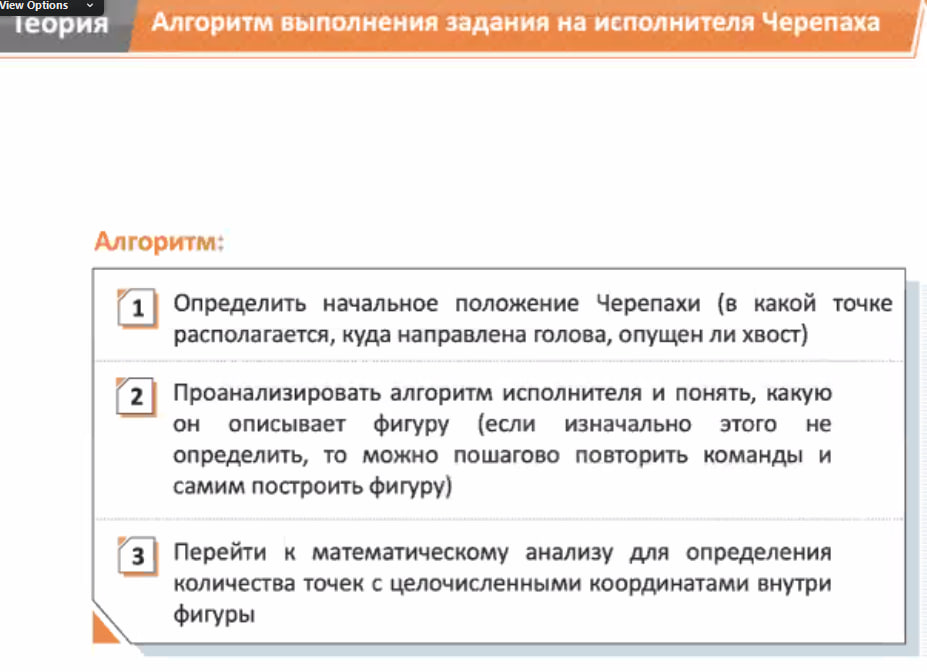 View Options
Теория
Алгоритм выполнения задания на исполнителя Черепаха
Алгоритм:
1
Определить начальное положение Черепахи (в какой точке
располагается, куда направлена голова, опущен ли хвост)
2
Проанализировать алгоритм исполнителя и понять, какую
он описывает фигуру (если изначально этого не
определить, то можно пошагово повторить команды и
самим построить фигуру)
3
Перейти к математическому анализу для определения
количества точек с целочисленными координатами внутри
фигуры